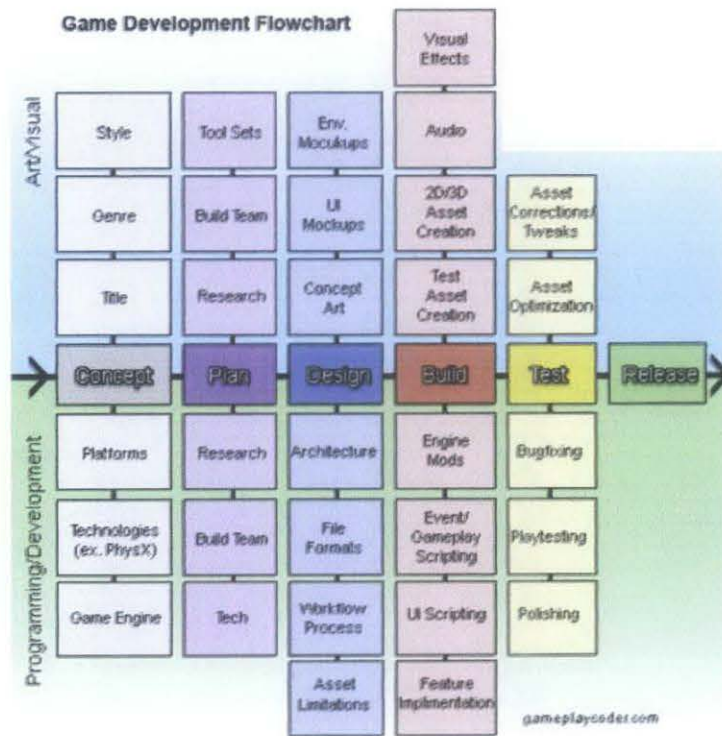 Game Development Flowchart
Visual
Effects
Art/Visual
Style
Tool Sets
Env.
Mocukups
Audio
Genre
Build Team
UI
Mockups
2D/3D
Asset
Creation
Asset
Corrections/
Tweaks
Title
Research
Concept
Art
Test
Asset
Creation
Asset
Optimization
Concept
Plan
Design
Build
Test
Release
Programming/Development
Platforms
Research
Architecture
Engine
Mods
Bugfixing
Technologies
(ex. PhysX)
Build Team
File
Formats
Event/
Gameplay
Scripting
Playtesting
Game Engine
Tech
Workflow
Process
UI Scripting
Polishing
Asset
Limitations
Feature
Implimentation
gameplaycoder.com